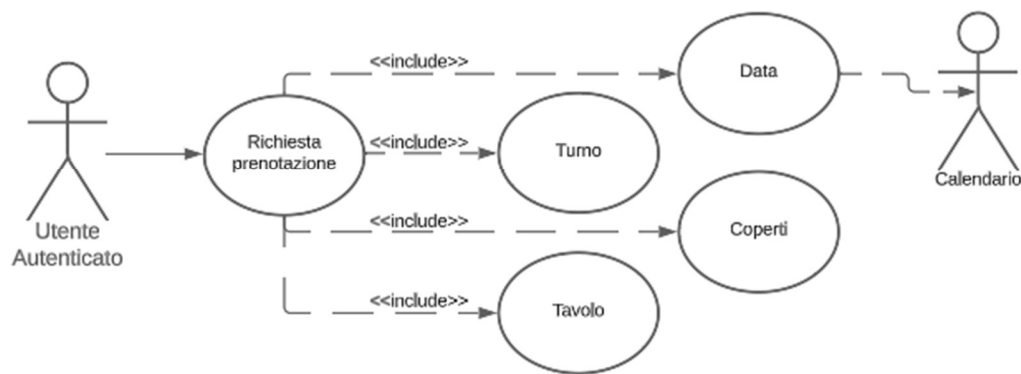 <<include>>
Data
Richiesta
prenotazione
<<include>>
Turno
Calendario
Utente
Autenticato
<<include>>
Coperti
<<include>>
Tavolo